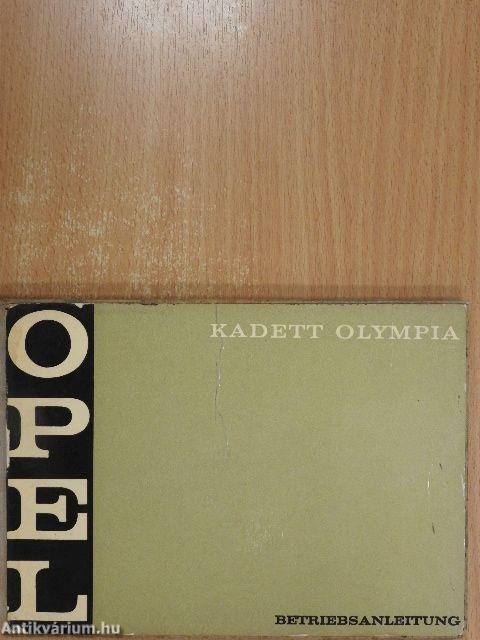 OPEL
KADETT OLYMPIA
BETRIEBSANLEITUNG
Antikvárium.hu